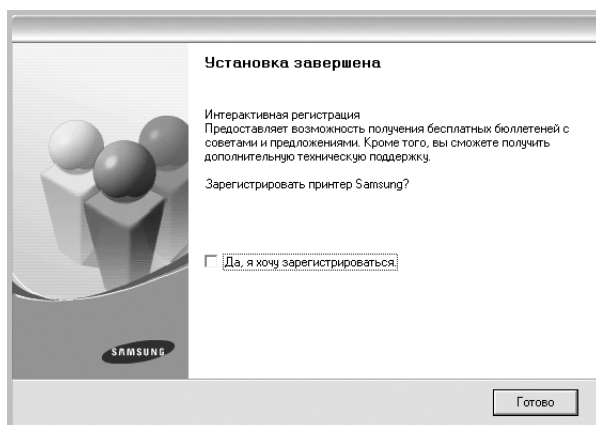 Установка завершена
Интерактивная регистрация
Предоставляет возможность получения бесплатных бюллетеней с
советами и предложениями. Кроме того, вы сможете получить
дополнительную техническую поддержку.
Зарегистрировать принтер Samsung?
Да, я хочу зарегистрироваться.
SAMSUNG
Готово